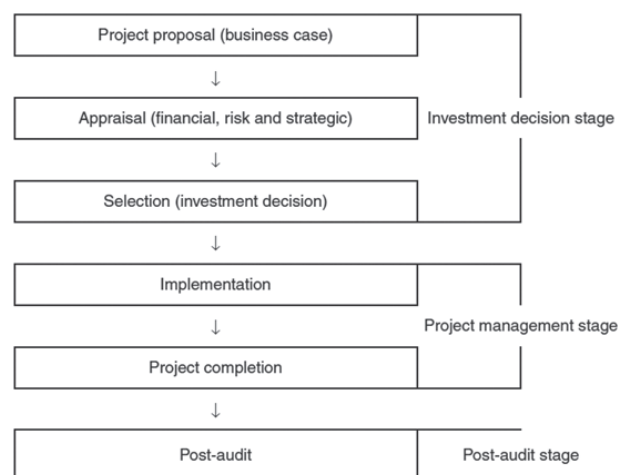 Project proposal (business case)
↓
Appraisal (financial, risk and strategic)
Investment decision stage
↓
Selection (investment decision)
↓
Implementation
↓
Project management stage
Project completion
↓
Post-audit
Post-audit stage